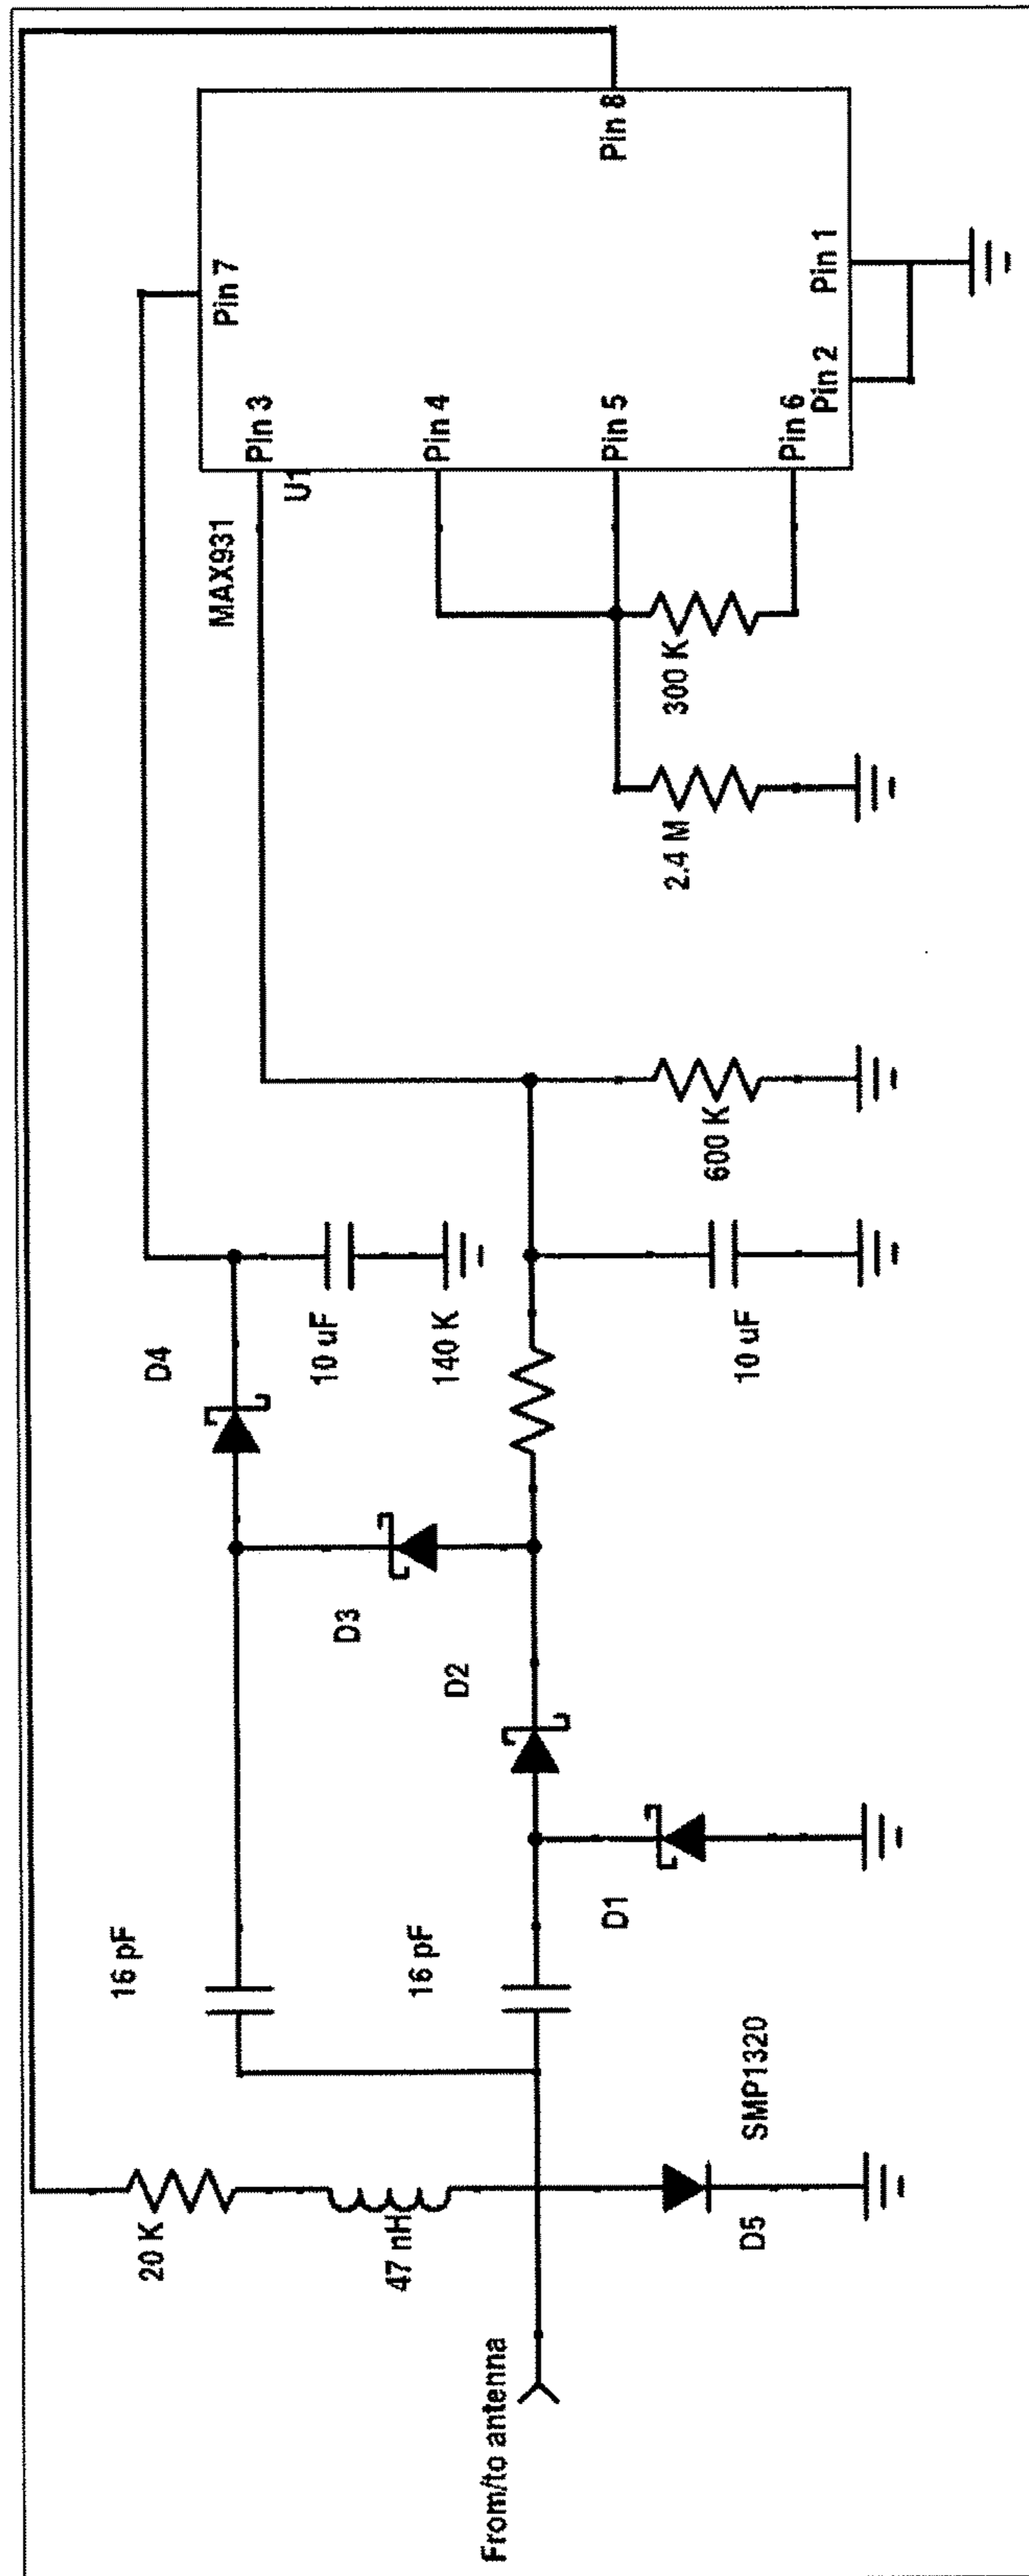 From/to antenna
20 K
47 nH
D5
SMP1320
16 pF
16 pF
D1
D2
D3
D4
10 uF
140 K
10 uF
600 K
2.4 M
300 K
MAX931
U1
Pin 3
Pin 4
Pin 5
Pin 6
Pin 7
Pin 2
Pin 1
Pin 8